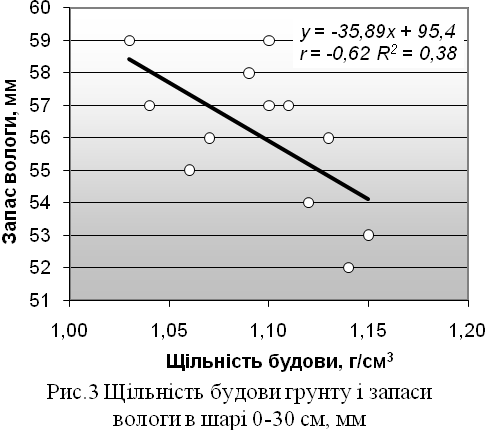 y = -35,89x + 95,4
r = -0,62 R² = 0,38
60
59
58
57
56
55
54
53
52
51
Запас вологи, мм
1,00 1,05 1,10 1,15 1,20
Щільність будови, г/см³
Рис.3 Щільність будови грунту і запаси
вологи в шарі 0-30 см, мм